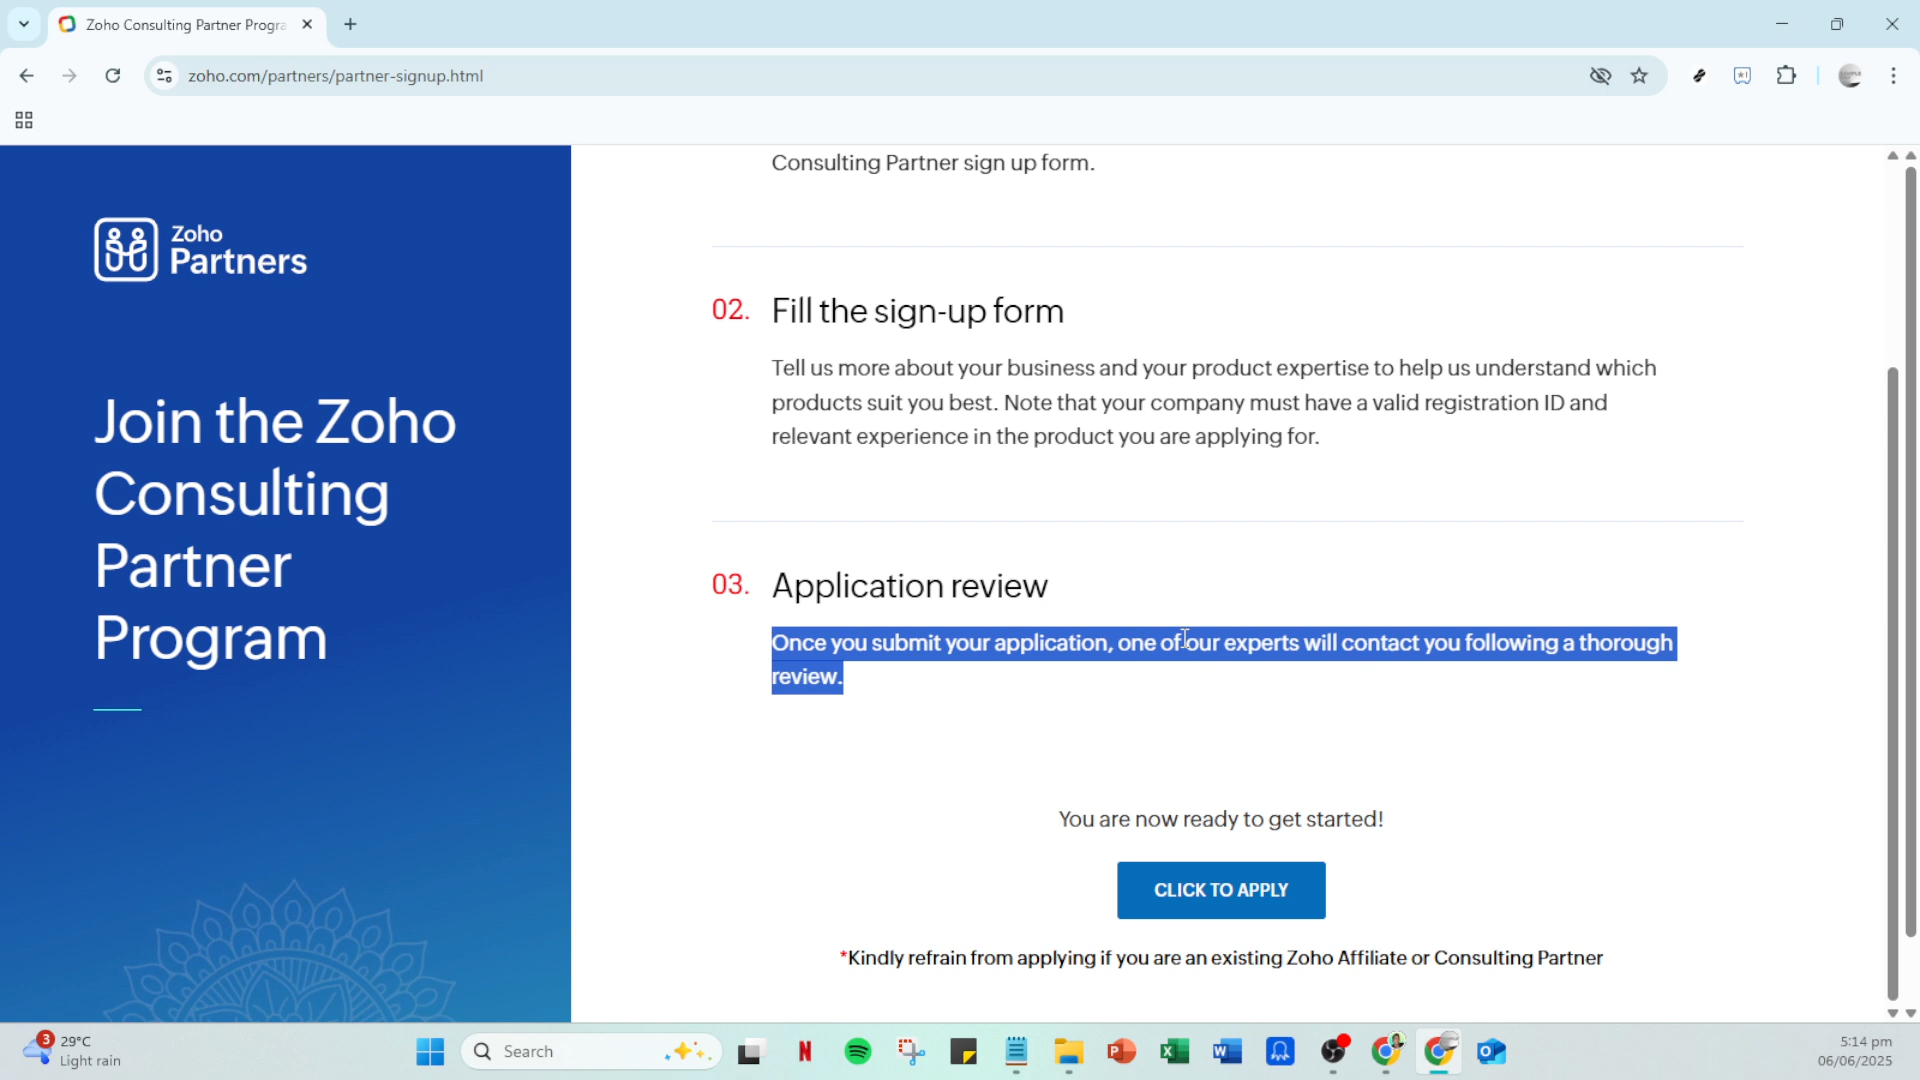 Zoho Consulting Partner Progra
zoho.com/partners/partner-signup.html
Zoho
Partners
Join the Zoho
Consulting
Partner
Program
Consulting Partner sign up form.
02. Fill the sign-up form
Tell us more about your business and your product expertise to help us understand which
products suit you best. Note that your company must have a valid registration ID and
relevant experience in the product you are applying for.
03. Application review
Once you submit your application, one of our experts will contact you following a thorough
review.
You are now ready to get started!
CLICK TO APPLY
*Kindly refrain from applying if you are an existing Zoho Affiliate or Consulting Partner
3
29°C
Light rain
Search
5:14 pm
06/06/2025